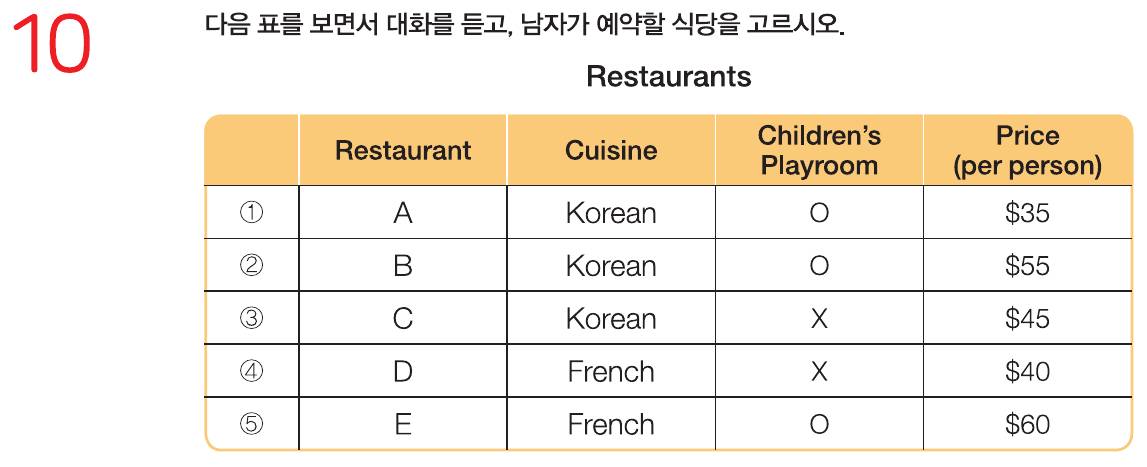 10
다음 표를 보면서 대화를 듣고, 남자가 예약할 식당을 고르시오.
Restaurants
Restaurant Cuisine Children's Playroom Price (per person)
① A Korean O $35
② B Korean O $55
③ C Korean X $45
④ D French X $40
⑤ E French O $60